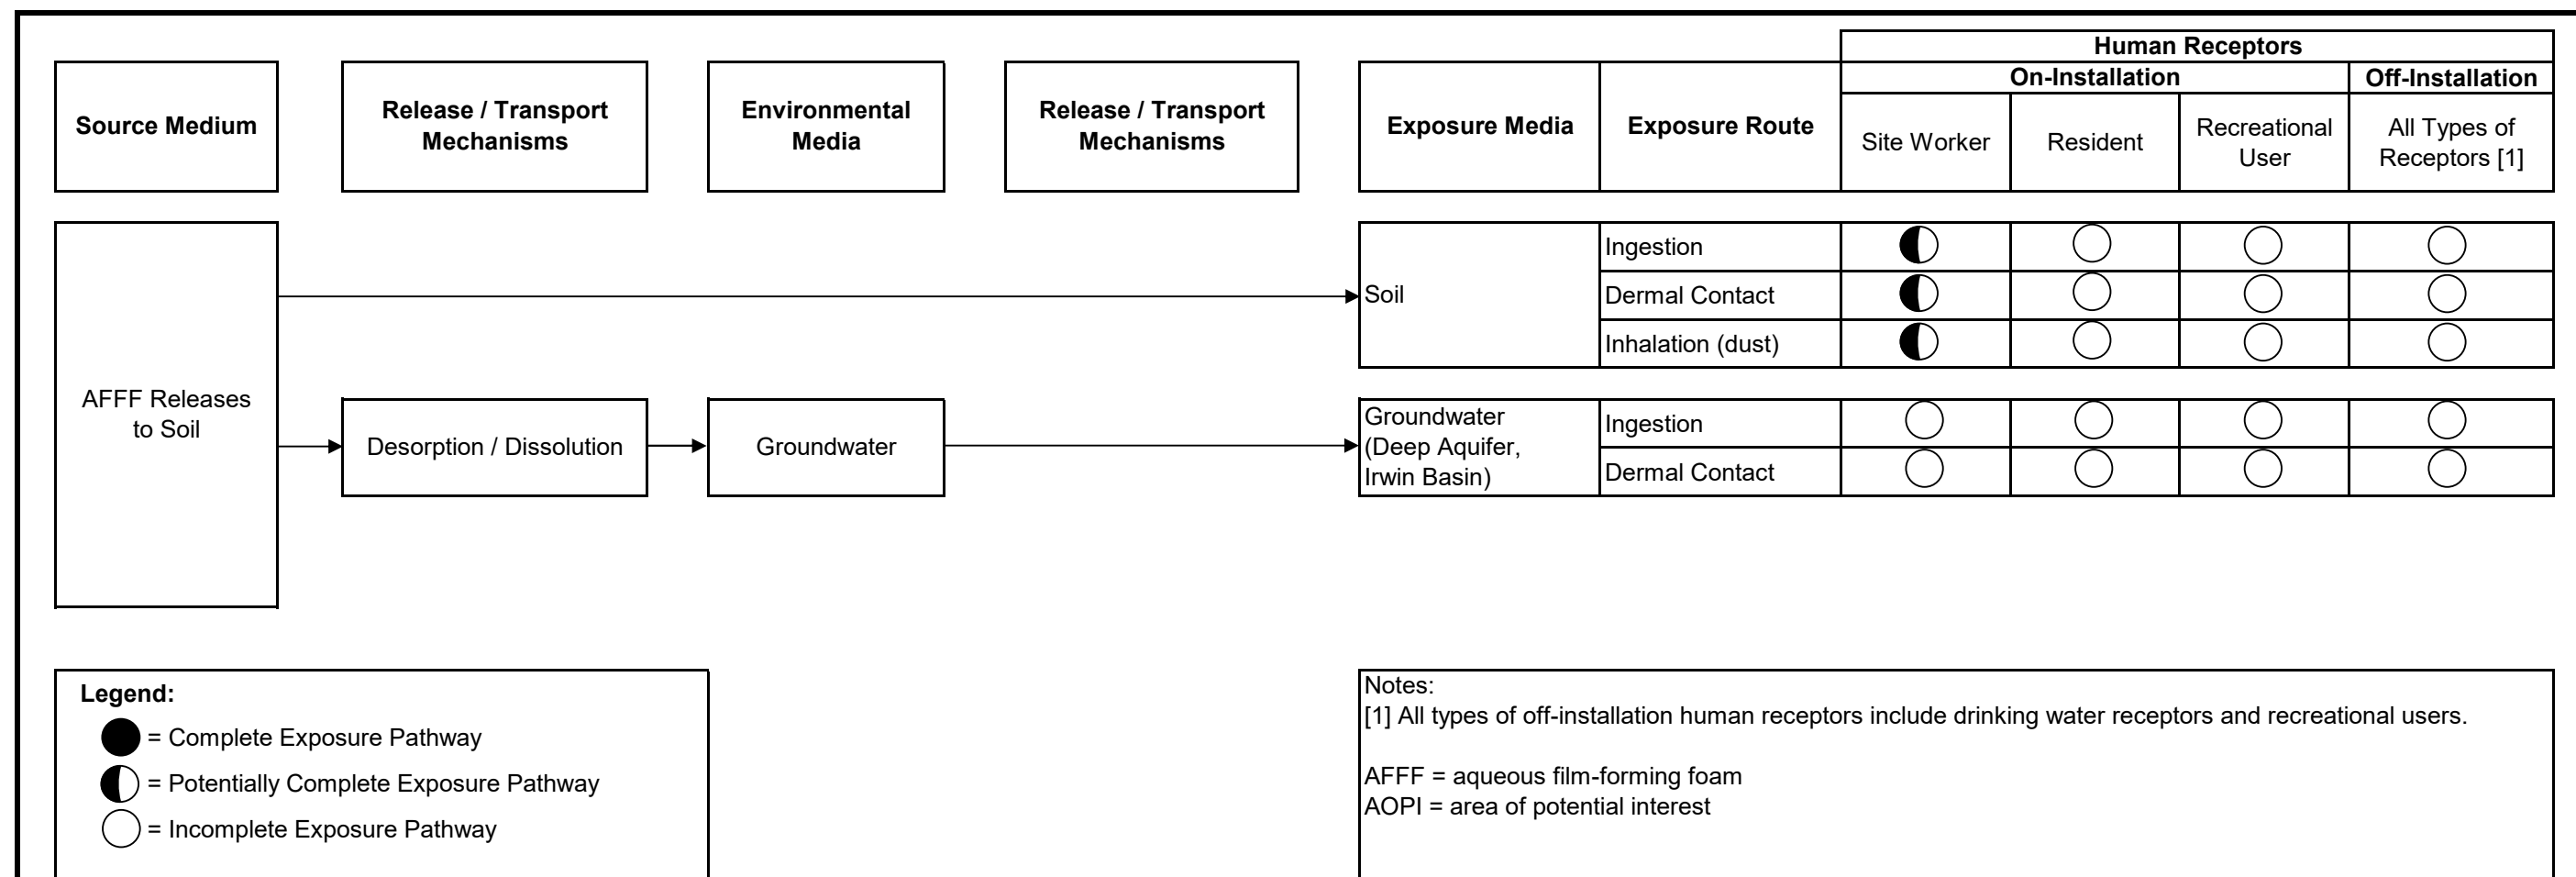 Human Receptors
On-Installation
Off-Installation
Source Medium
Release / Transport
Mechanisms
Environmental
Media
Release / Transport
Mechanisms
Exposure Media
Exposure Route
Site Worker
Resident
Recreational
User
All Types of
Receptors [1]
AFFF Releases
to Soil
Soil
Ingestion
Dermal Contact
Inhalation (dust)
Desorption / Dissolution
Groundwater
Groundwater
(Deep Aquifer,
Irwin Basin)
Ingestion
Dermal Contact
Legend:
= Complete Exposure Pathway
= Potentially Complete Exposure Pathway
= Incomplete Exposure Pathway
Notes:
[1] All types of off-installation human receptors include drinking water receptors and recreational users.
AFFF = aqueous film-forming foam
AOPI = area of potential interest